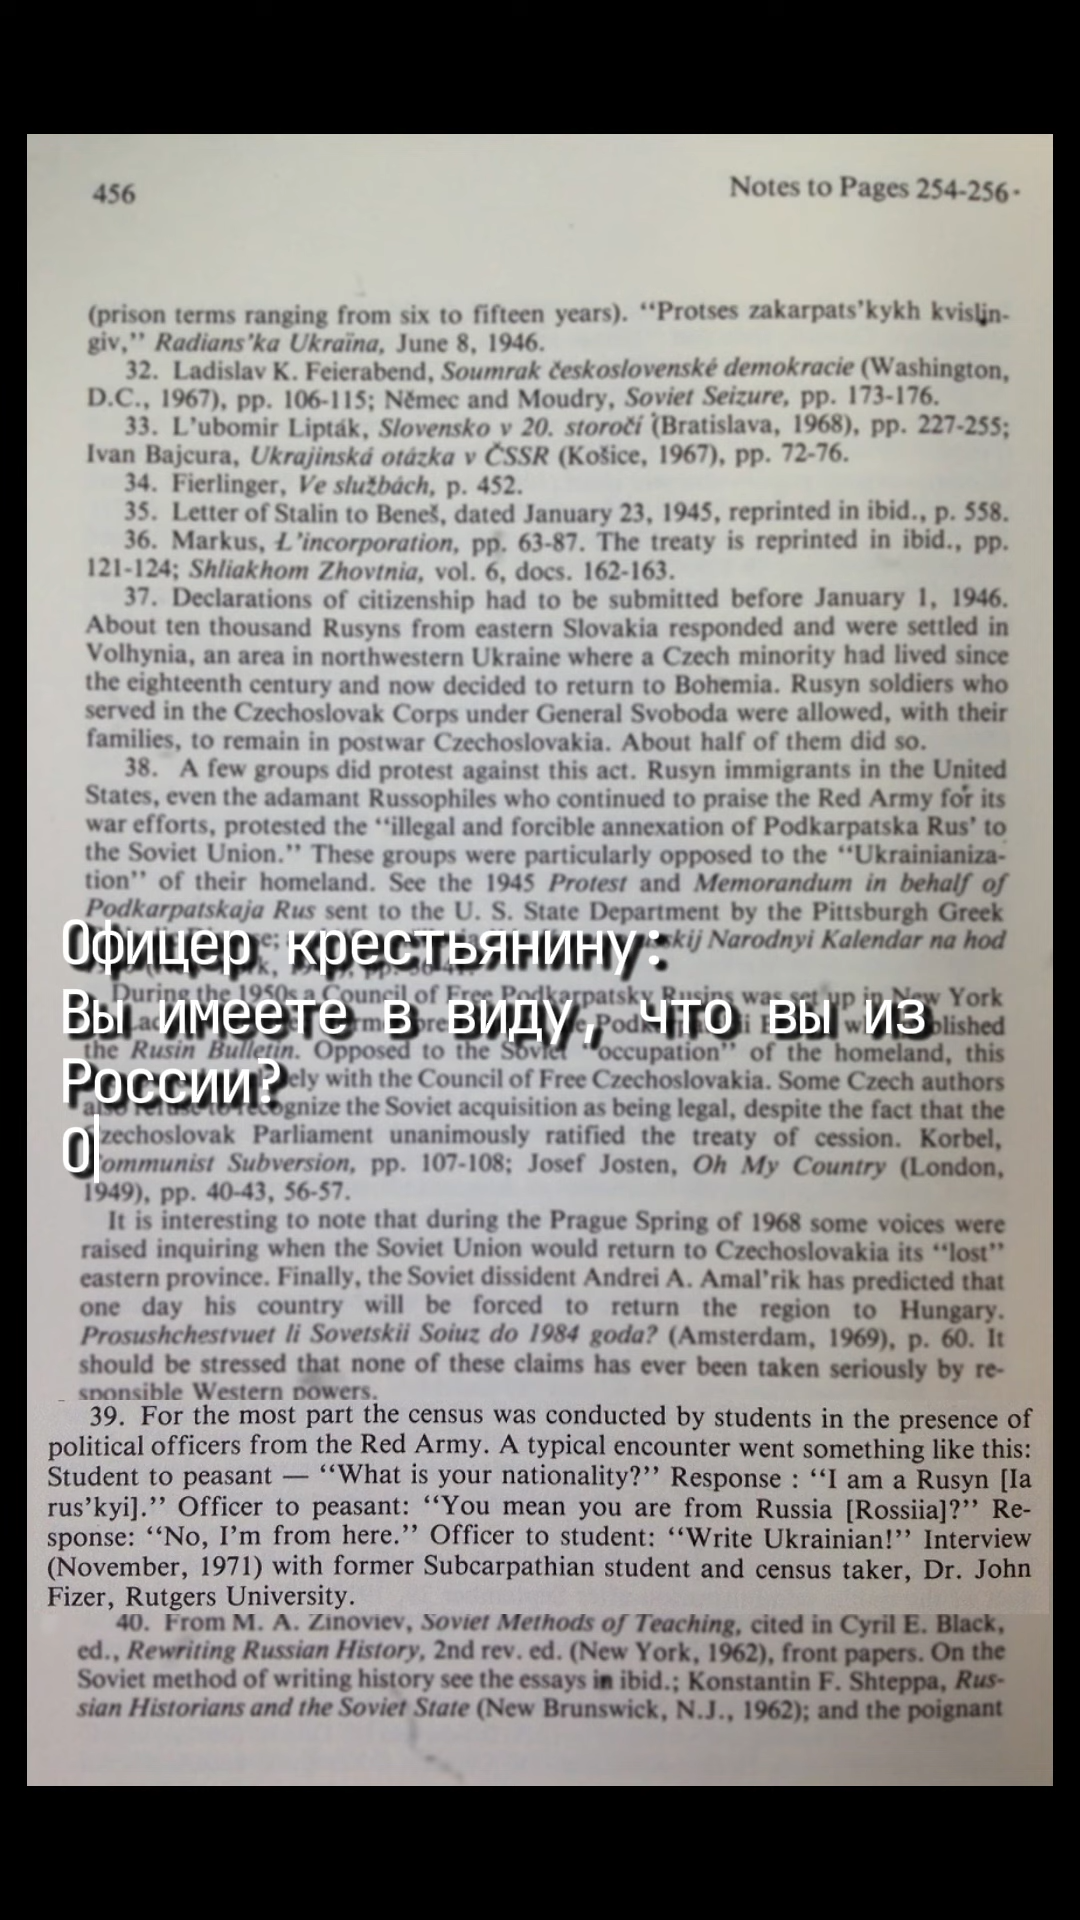 456
Notes to Pages 254-256
(prison terms ranging from six to fifteen years). “Protses zakarpats’kykh kvislin-
giv,” Radians’ka Ukraïna, June 8, 1946.
32. Ladislav K. Feierabend, Soumrak československé demokracie (Washington,
D.C., 1967), pp. 106-115; Němec and Moudry, Soviet Seizure, pp. 173-176.
33. L’ubomir Lipták, Slovensko v 20. storočí (Bratislava, 1968), pp. 227-255;
Ivan Bajcura, Ukrajinská otázka v ČSSR (Košice, 1967), pp. 72-76.
34. Fierlinger, Ve službách, p. 452.
35. Letter of Stalin to Beneš, dated January 23, 1945, reprinted in ibid., p. 558.
36. Markus, L’incorporation, pp. 63-87. The treaty is reprinted in ibid., pp.
121-124; Shliakhom Zhovtnia, vol. 6, docs. 162-163.
37. Declarations of citizenship had to be submitted before January 1, 1946.
About ten thousand Rusyns from eastern Slovakia responded and were settled in
Volhynia, an area in northwestern Ukraine where a Czech minority had lived since
the eighteenth century and now decided to return to Bohemia. Rusyn soldiers who
served in the Czechoslovak Corps under General Svoboda were allowed, with their
families, to remain in postwar Czechoslovakia. About half of them did so.
38. A few groups did protest against this act. Rusyn immigrants in the United
States, even the adamant Russophiles who continued to praise the Red Army for its
war efforts, protested the “illegal and forcible annexation of Podkarpatska Rus’ to
the Soviet Union.” These groups were particularly opposed to the “Ukrainianiza-
tion” of their homeland. See the 1945 Protest and Memorandum in behalf of
Podkarpatskaja Rus sent to the U. S. State Department by the Pittsburgh Greek
Офицер крестьянину:
Narodnyi Kalendar na hod
During the 1950s a Council of Free Podkarpatsky Rusins was set up in New York
Вы имеете в виду, что вы из
the Rusin Bulletin. Opposed to the Soviet “occupation” of the homeland, this
России?
with the Council of Free Czechoslovakia. Some Czech authors
also refuse to recognize the Soviet acquisition as being legal, despite the fact that the
О
Czechoslovak Parliament unanimously ratified the treaty of cession. Korbel,
Communist Subversion, pp. 107-108; Josef Josten, Oh My Country (London,
1949), pp. 40-43, 56-57.
It is interesting to note that during the Prague Spring of 1968 some voices were
raised inquiring when the Soviet Union would return to Czechoslovakia its “lost”
eastern province. Finally, the Soviet dissident Andrei A. Amal’rik has predicted that
one day his country will be forced to return the region to Hungary.
Prosushchestvuet li Sovetskii Soiuz do 1984 goda? (Amsterdam, 1969), p. 60. It
should be stressed that none of these claims has ever been taken seriously by re-
sponsible Western powers.
39. For the most part the census was conducted by students in the presence of
political officers from the Red Army. A typical encounter went something like this:
Student to peasant — “What is your nationality?” Response : “I am a Rusyn [Ia
rus’kyi].” Officer to peasant: “You mean you are from Russia [Rossiia]?” Re-
sponse: “No, I’m from here.” Officer to student: “Write Ukrainian!” Interview
(November, 1971) with former Subcarpathian student and census taker, Dr. John
Fizer, Rutgers University.
40. From M. A. Zinoviev, Soviet Methods of Teaching, cited in Cyril E. Black,
ed., Rewriting Russian History, 2nd rev. ed. (New York, 1962), front papers. On the
Soviet method of writing history see the essays in ibid.; Konstantin F. Shteppa, Rus-
sian Historians and the Soviet State (New Brunswick, N.J., 1962); and the poignant